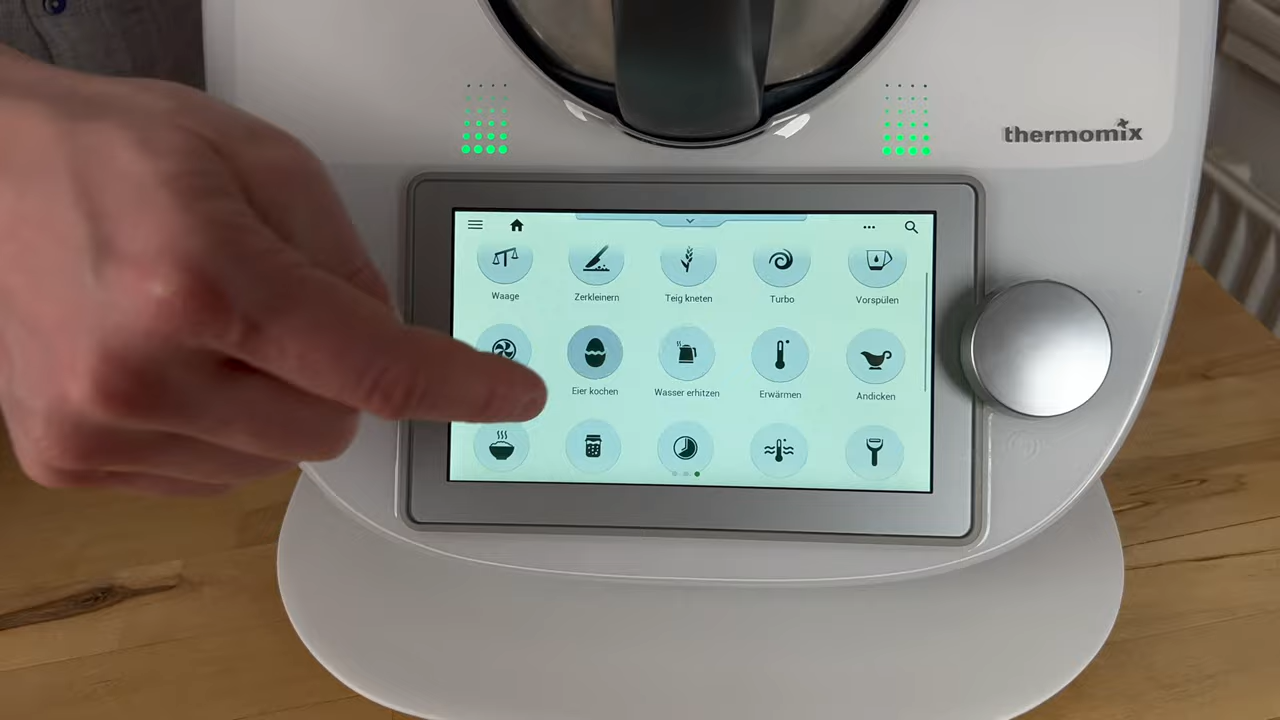 thermomix
Waage Zerkleinern Teig kneten Turbo Vorspülen
Eier kochen Wasser erhitzen Erwärmen Andicken